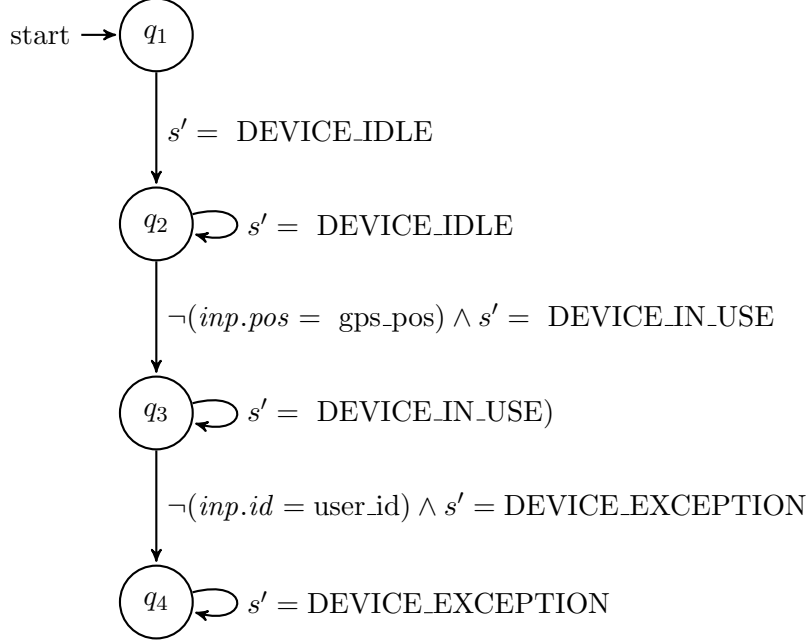 start
q₁
s′ = DEVICE_IDLE
q₂
s′ = DEVICE_IDLE
¬(inp.pos = gps_pos) ∧ s′ = DEVICE_IN_USE
q₃
s′ = DEVICE_IN_USE)
¬(inp.id = user_id) ∧ s′ = DEVICE_EXCEPTION
q₄
s′ = DEVICE_EXCEPTION